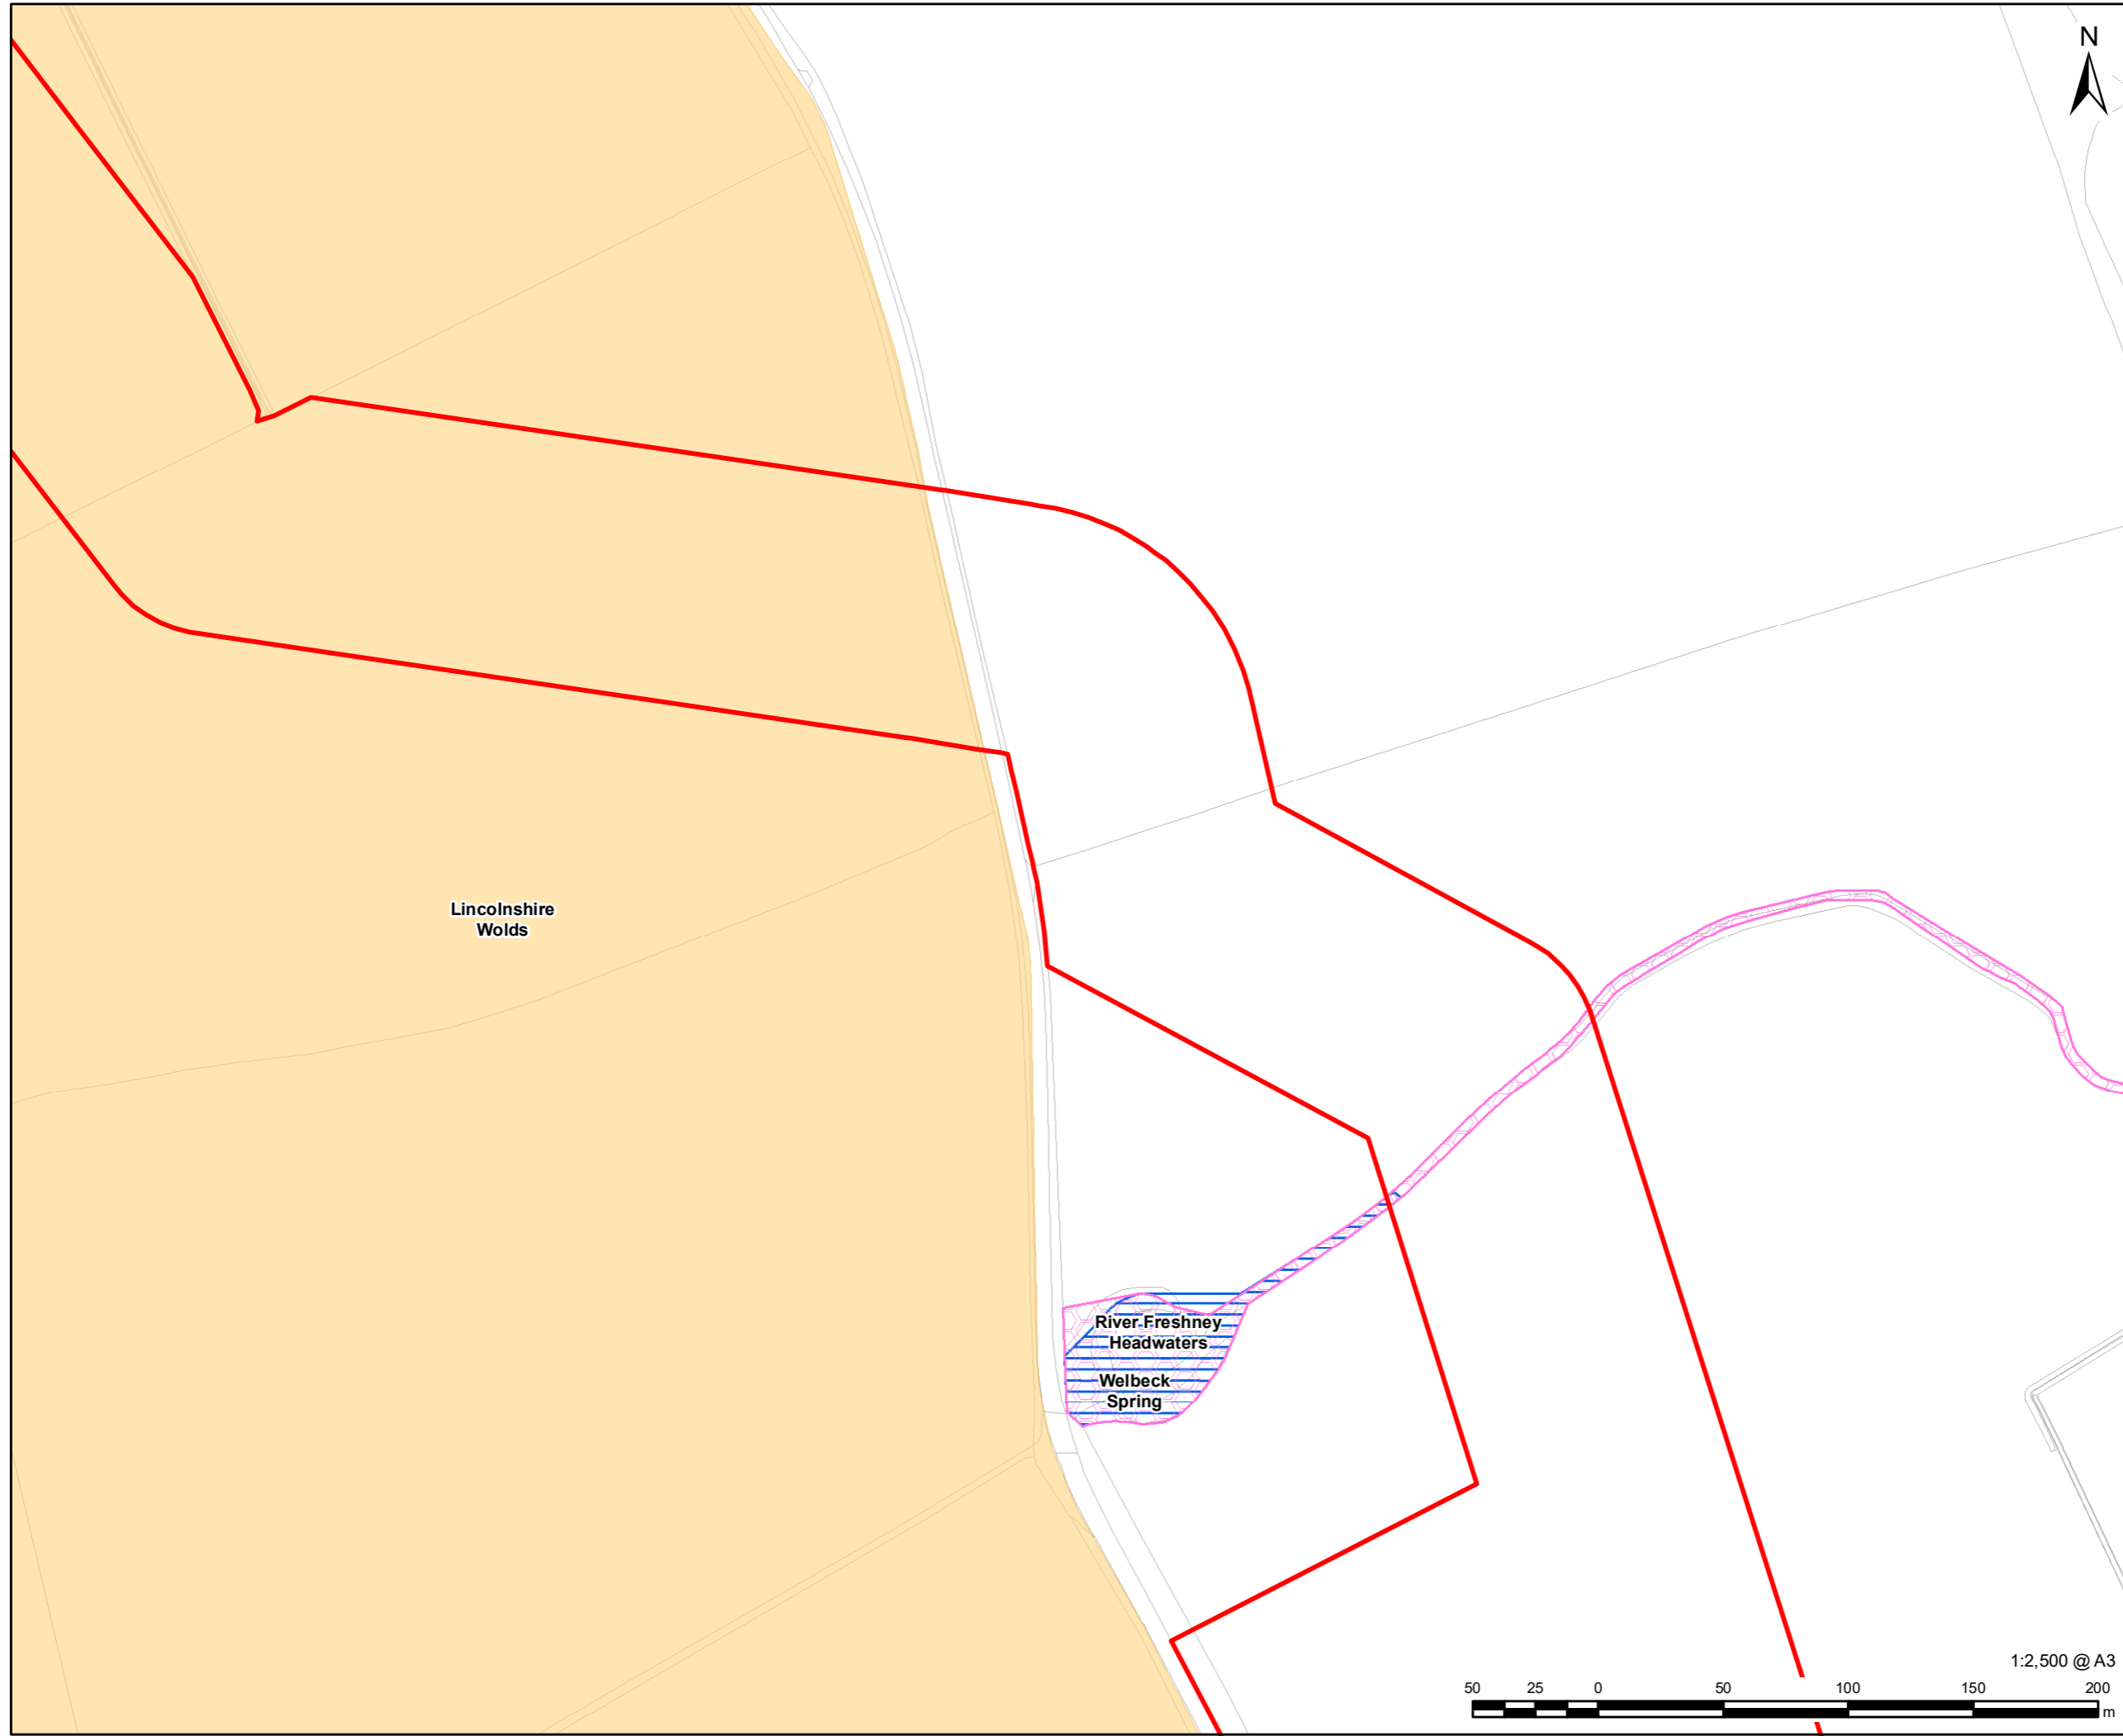 N
Lincolnshire
Wolds
River Freshney
Headwaters
Welbeck
Spring
1:2,500 @ A3
50 25 0 50 100 150 200
m